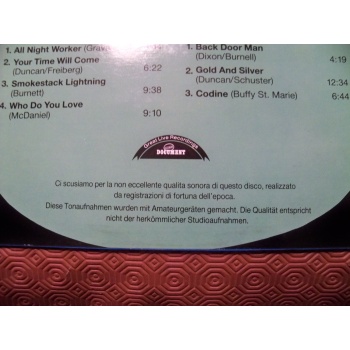 1. All Night Worker
2. Your Time Will Come
(Duncan/Freiberg) 6:22
3. Smokestack Lightning
(Burnett) 9:38
4. Who Do You Love
(McDaniel) 9:10
1. Back Door Man
(Dixon/Burnell) 4:19
2. Gold And Silver
(Duncan/Schuster) 12:34
3. Codine (Buffy St. Marie) 6:44
Great Live Recordings
DOCUMENT
Ci scusiamo per la non eccellente qualita sonora di questo disco, realizzato
da registrazioni di fortuna dell'epoca.
Diese Tonaufnahmen wurden mit Amateurgeräten gemacht. Die Qualität entspricht
nicht der herkömmlicher Studioaufnahmen.